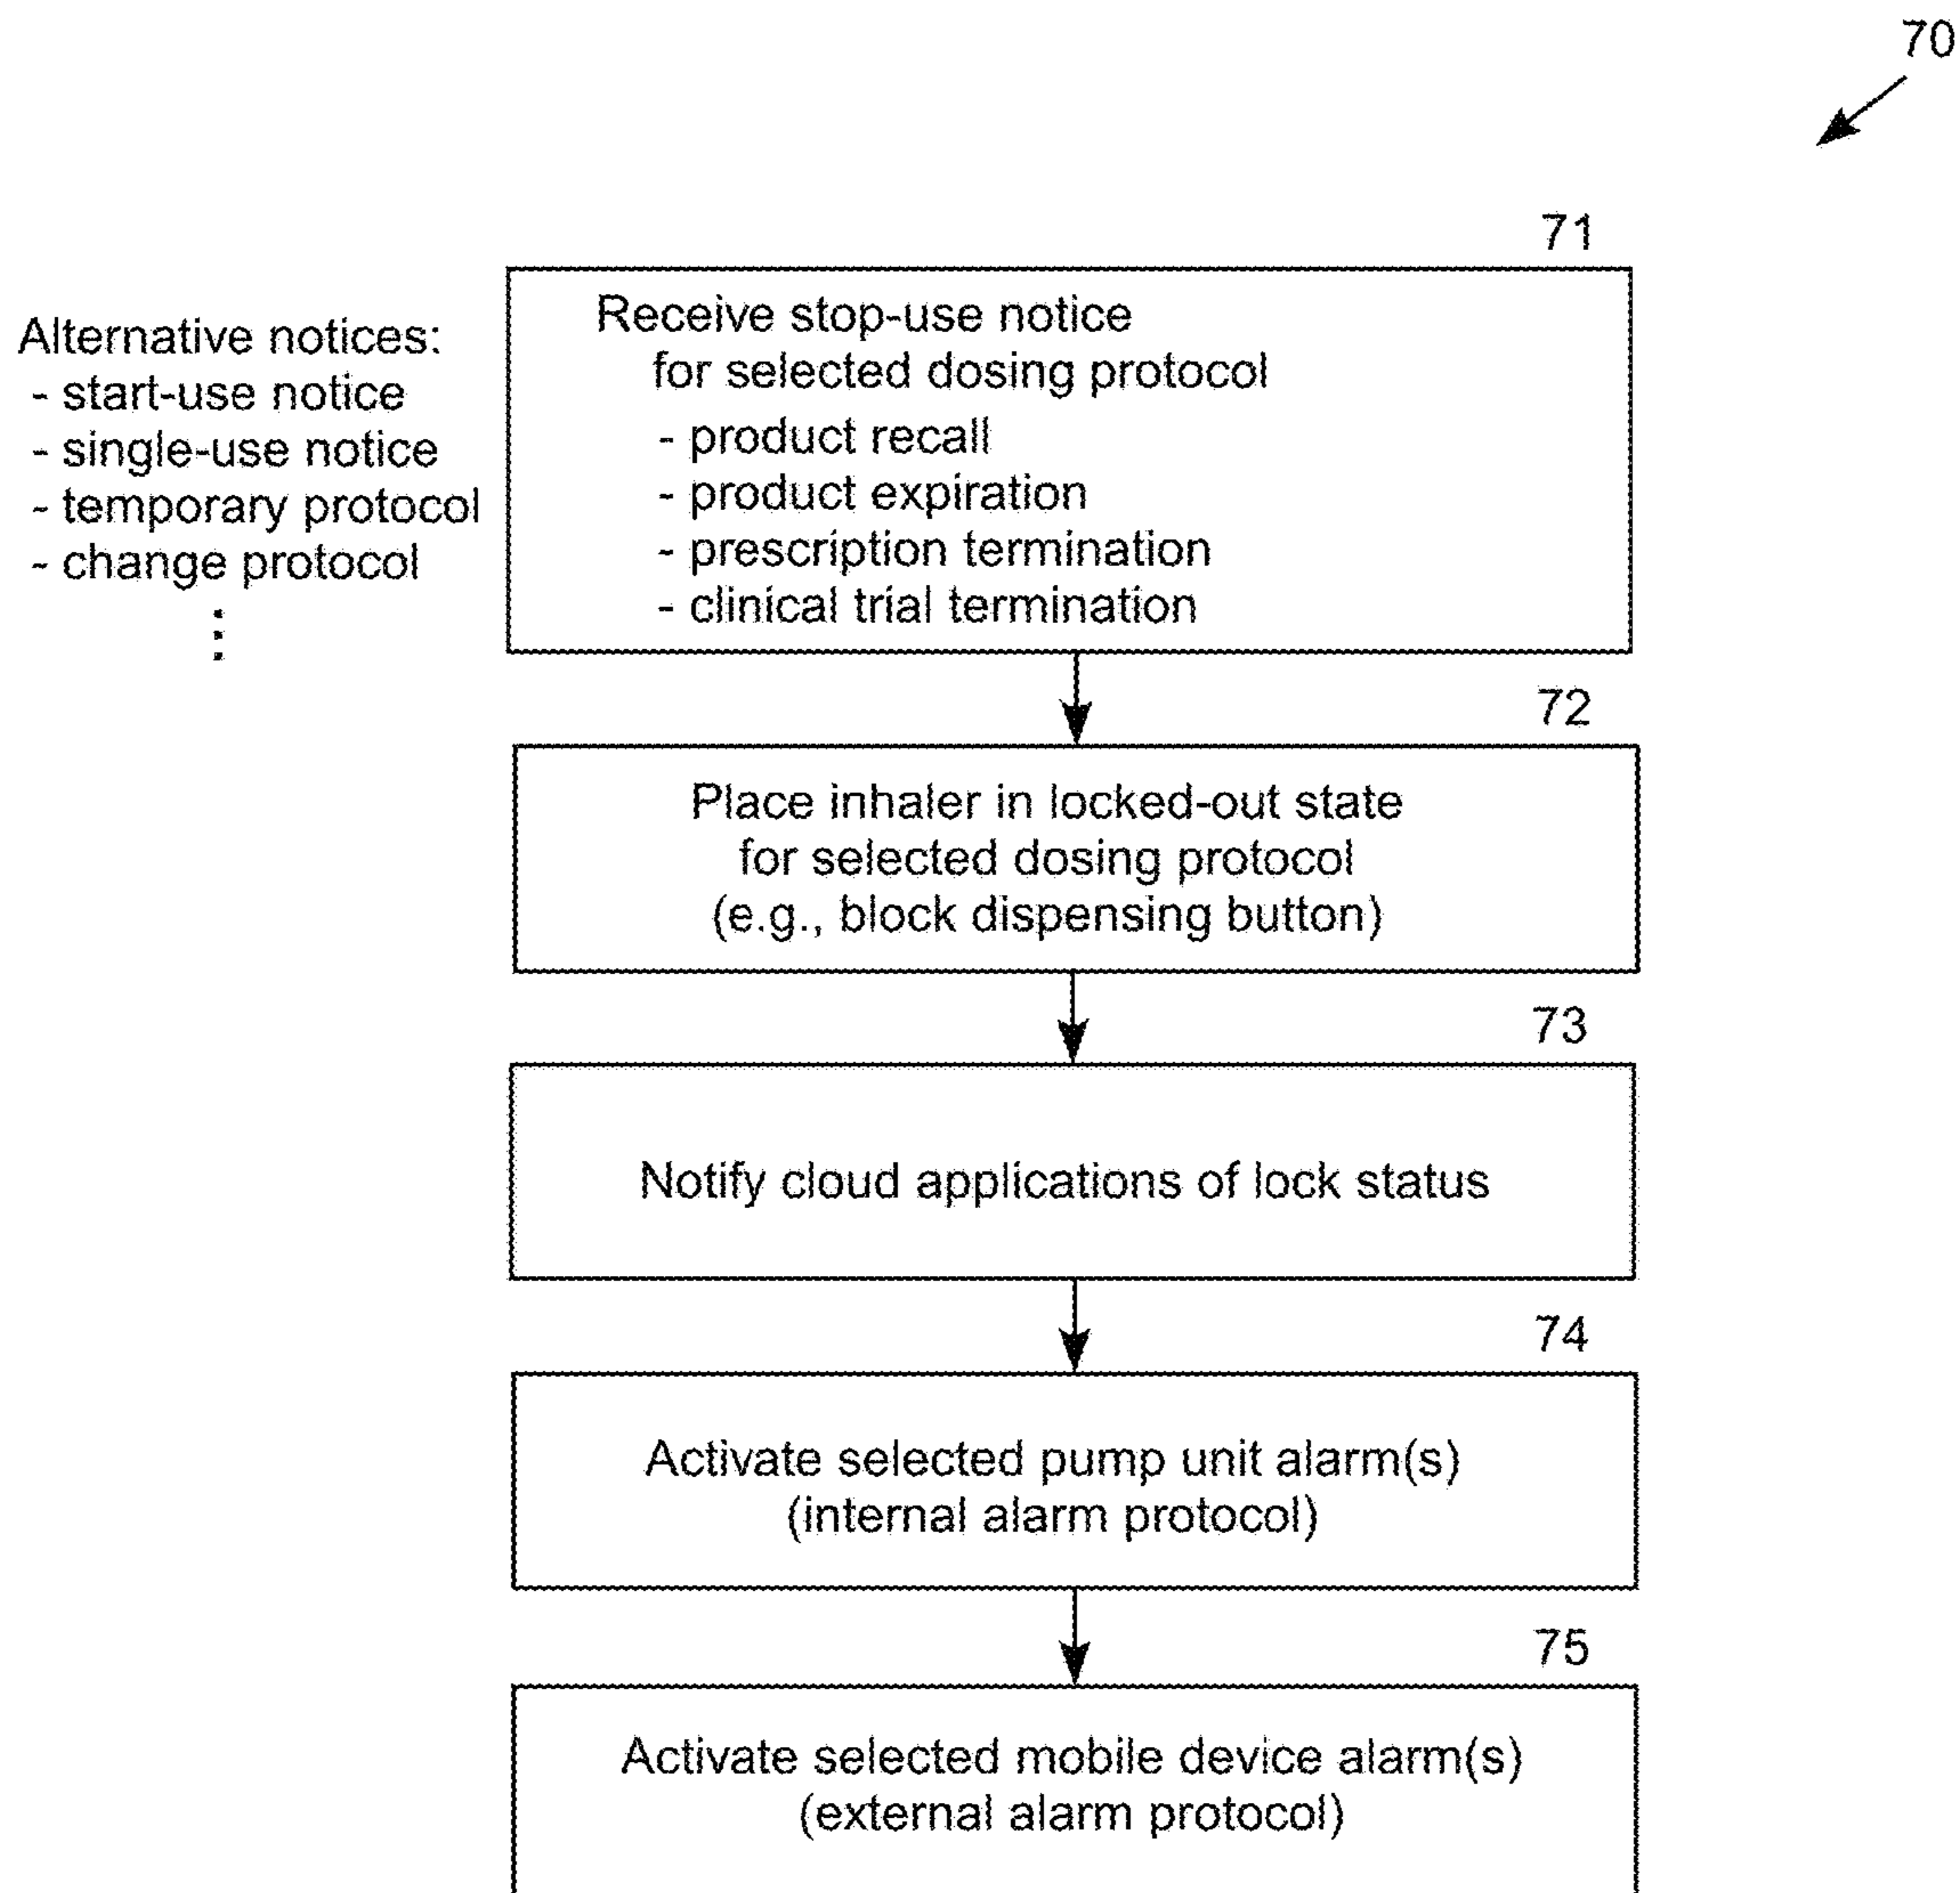 70
71
Alternative notices:
- start-use notice
- single-use notice
- temporary protocol
- change protocol
Receive stop-use notice
for selected dosing protocol
- product recall
- product expiration
- prescription termination
- clinical trial termination
72
Place inhaler in locked-out state
for selected dosing protocol
(e.g., block dispensing button)
73
Notify cloud applications of lock status
74
Activate selected pump unit alarm(s)
(internal alarm protocol)
75
Activate selected mobile device alarm(s)
(external alarm protocol)